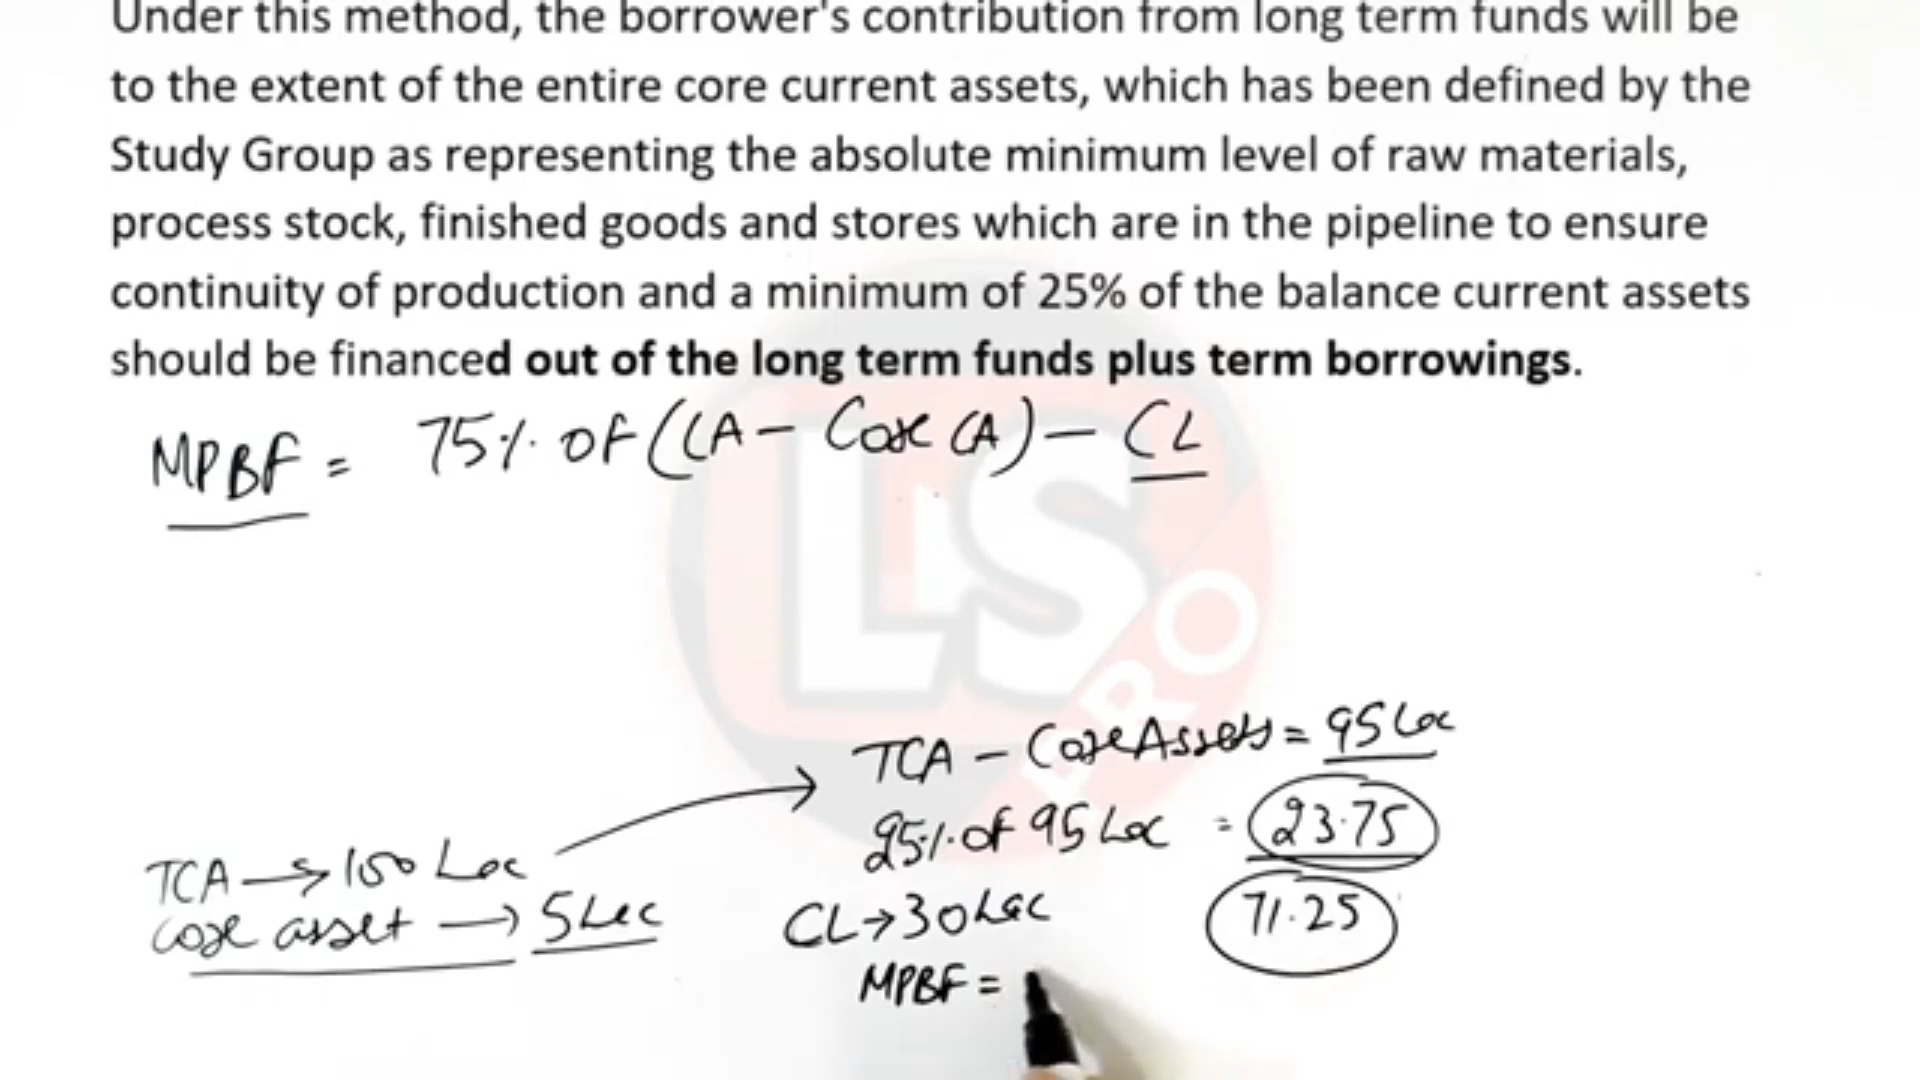 Under this method, the borrower's contribution from long term funds will be
to the extent of the entire core current assets, which has been defined by the
Study Group as representing the absolute minimum level of raw materials,
process stock, finished goods and stores which are in the pipeline to ensure
continuity of production and a minimum of 25% of the balance current assets
should be financed out of the long term funds plus term borrowings.
MPBF = 75% OF (CA - Core CA) - CL
LS
PRO
TCA - Core Assets = 95 Lac
25% of 95 Lac = 23.75
TCA → 100 Lac
Core asset → 5 Lac
CL → 30 Lac
71.25
MPBF =